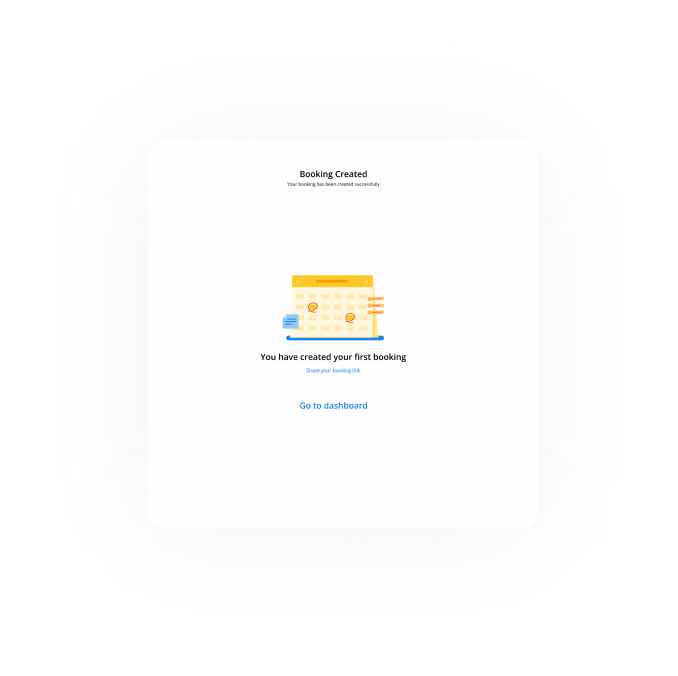 Booking Created
Your booking has been created successfully
You have created your first booking
Share your booking link
Go to dashboard